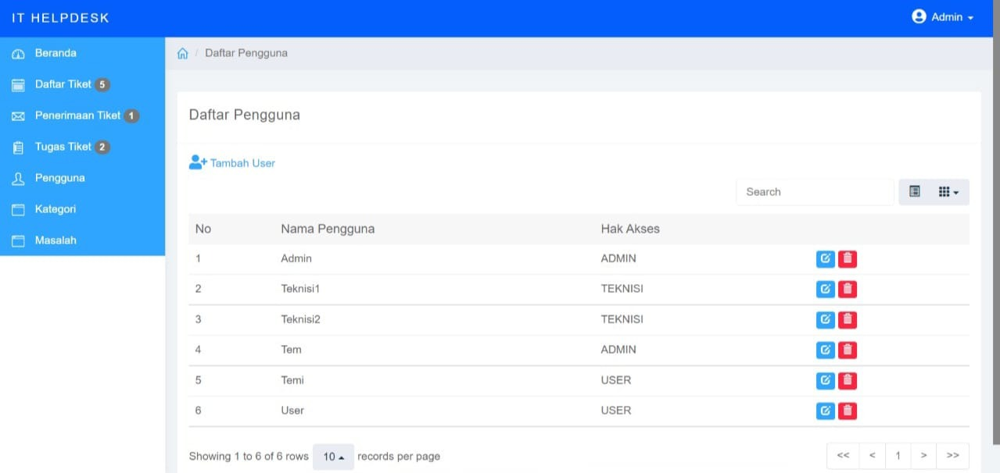 IT HELPDESK
Admin
Beranda
Daftar Tiket 5
Penerimaan Tiket 1
Tugas Tiket 2
Pengguna
Kategori
Masalah
/ Daftar Pengguna
Daftar Pengguna
Tambah User
Search
No Nama Pengguna Hak Akses
1 Admin ADMIN
2 Teknisi1 TEKNISI
3 Teknisi2 TEKNISI
4 Tem ADMIN
5 Temi USER
6 User USER
Showing 1 to 6 of 6 rows 10 records per page
<< < 1 > >>